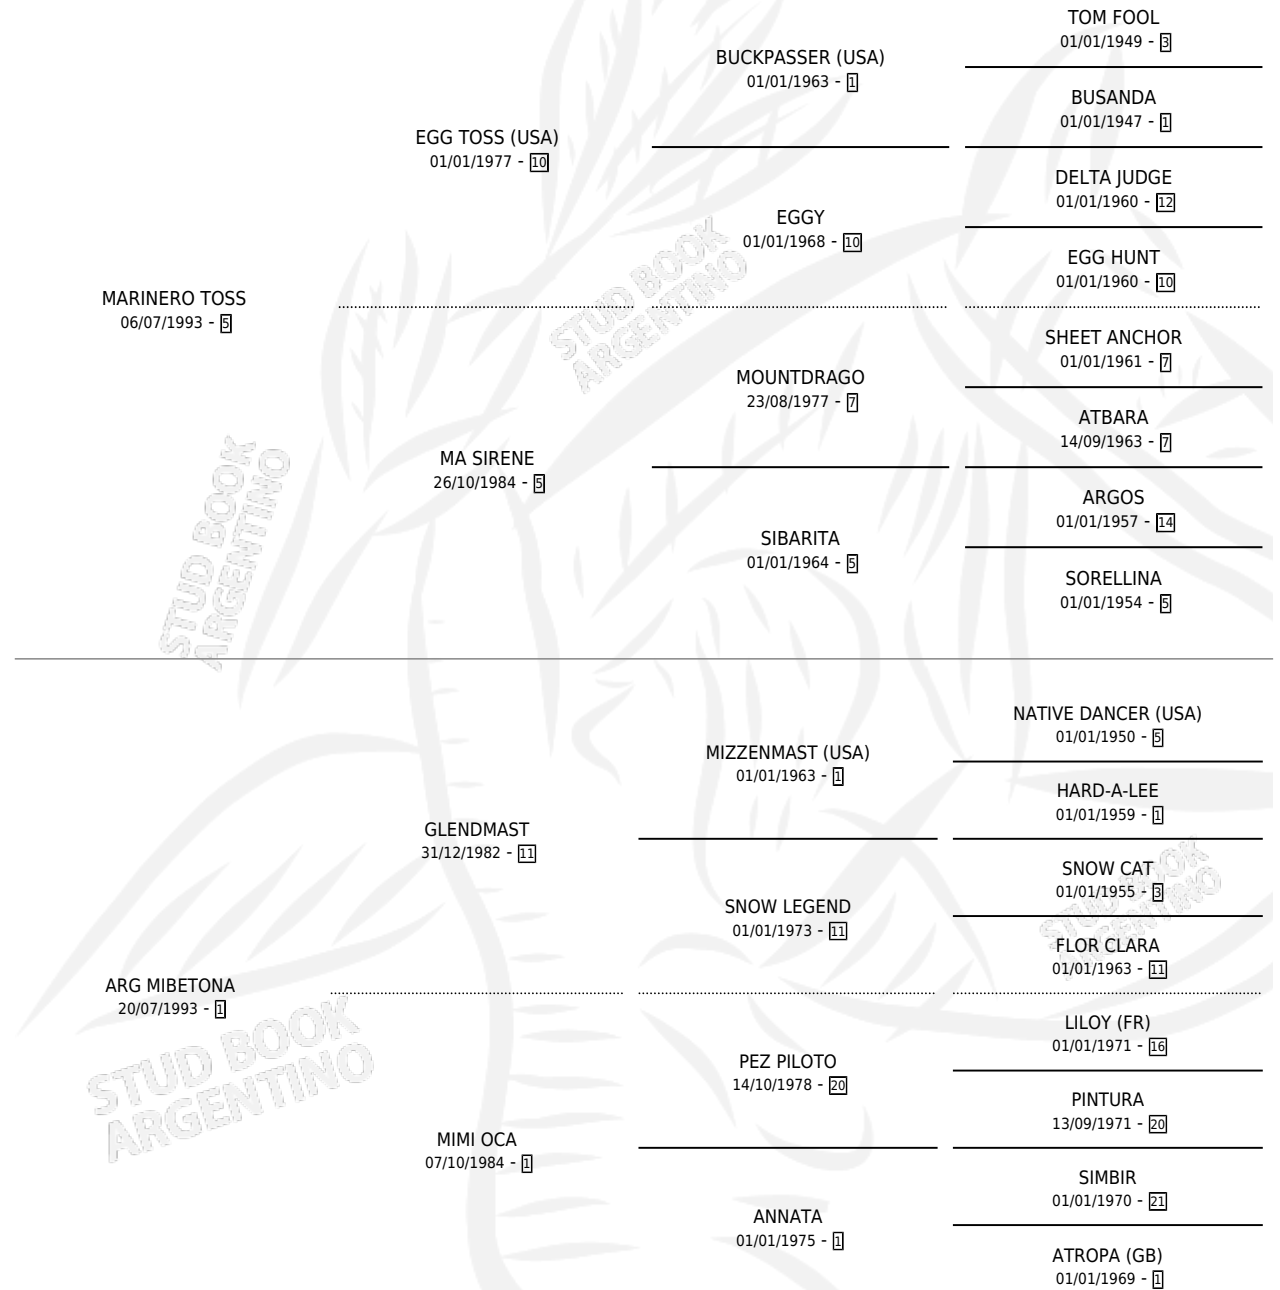 TOM FOOL
01/01/1949 - 3
BUCKPASSER (USA)
01/01/1963 - 1
BUSANDA
01/01/1947 - 1
EGG TOSS (USA)
01/01/1977 - 10
DELTA JUDGE
01/01/1960 - 12
EGGY
01/01/1968 - 10
EGG HUNT
01/01/1960 - 10
MARINERO TOSS
06/07/1993 - 5
STUD BOOK
ARGENTINO
SHEET ANCHOR
01/01/1961 - 7
MOUNTDRAGO
23/08/1977 - 7
ATBARA
14/09/1963 - 7
MA SIRENE
26/10/1984 - 5
ARGOS
01/01/1957 - 14
SIBARITA
01/01/1964 - 5
SORELLINA
01/01/1954 - 5
STUD BOOK
ARGENTINO
NATIVE DANCER (USA)
01/01/1950 - 5
MIZZENMAST (USA)
01/01/1963 - 1
HARD-A-LEE
01/01/1959 - 1
GLENDMAST
31/12/1982 - 11
SNOW CAT
01/01/1955 - 3
SNOW LEGEND
01/01/1973 - 11
FLOR CLARA
01/01/1963 - 11
STUD BOOK
ARGENTINO
ARG MIBETONA
20/07/1993 - 1
LILOY (FR)
01/01/1971 - 16
PEZ PILOTO
14/10/1978 - 20
PINTURA
13/09/1971 - 20
STUD BOOK
ARGENTINO
MIMI OCA
07/10/1984 - 1
SIMBIR
01/01/1970 - 21
ANNATA
01/01/1975 - 1
ATROPA (GB)
01/01/1969 - 1